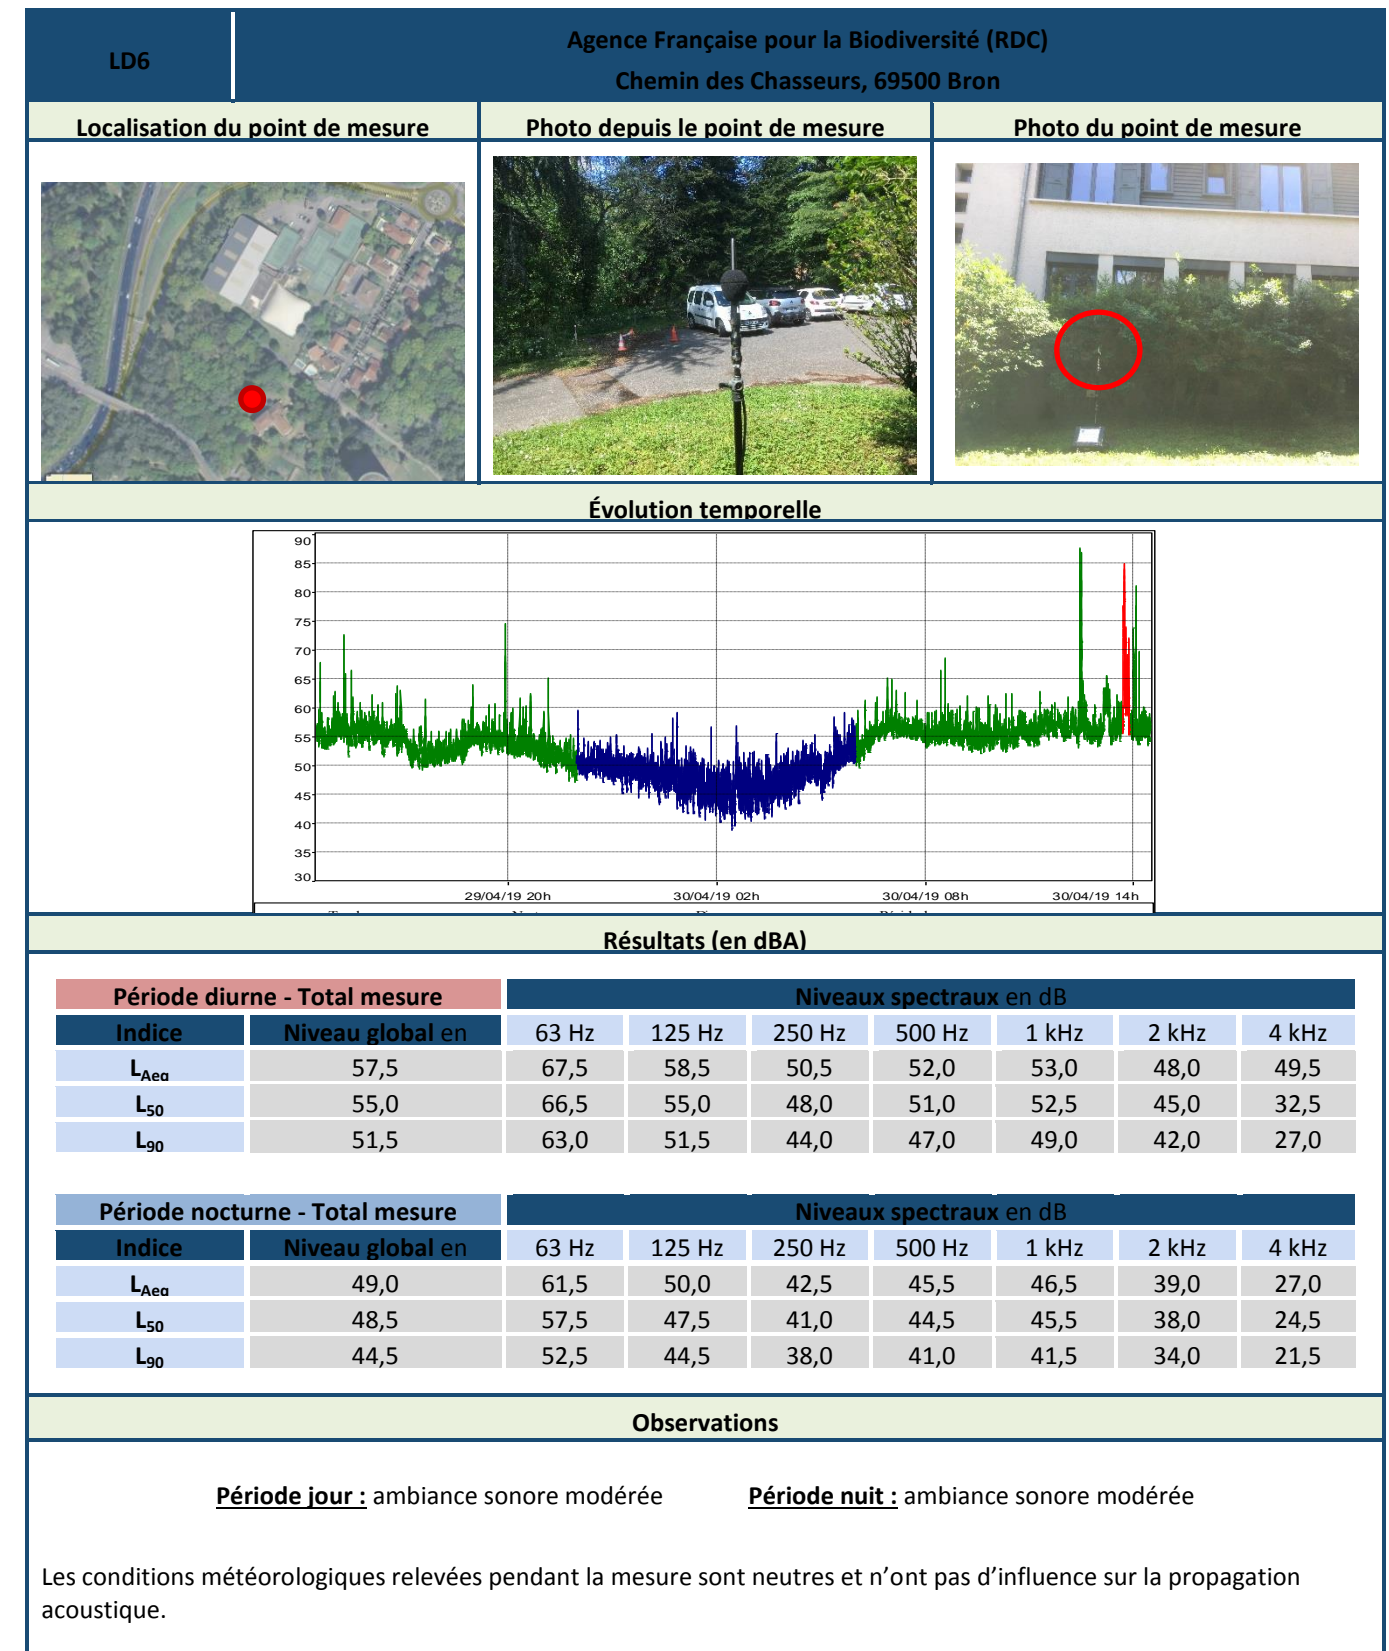 LD6
Agence Française pour la Biodiversité (RDC)
Chemin des Chasseurs, 69500 Bron
Localisation du point de mesure
Photo depuis le point de mesure
Photo du point de mesure
Évolution temporelle
90
85
80
75
70
65
60
55
50
45
40
35
30
29/04/19 20h 30/04/19 02h 30/04/19 08h 30/04/19 14h
Résultats (en dBA)
Période diurne - Total mesure Niveaux spectraux en dB
Indice Niveau global en 63 Hz 125 Hz 250 Hz 500 Hz 1 kHz 2 kHz 4 kHz
LAeq 57,5 67,5 58,5 50,5 52,0 53,0 48,0 49,5
L50 55,0 66,5 55,0 48,0 51,0 52,5 45,0 32,5
L90 51,5 63,0 51,5 44,0 47,0 49,0 42,0 27,0
Période nocturne - Total mesure Niveaux spectraux en dB
Indice Niveau global en 63 Hz 125 Hz 250 Hz 500 Hz 1 kHz 2 kHz 4 kHz
LAeq 49,0 61,5 50,0 42,5 45,5 46,5 39,0 27,0
L50 48,5 57,5 47,5 41,0 44,5 45,5 38,0 24,5
L90 44,5 52,5 44,5 38,0 41,0 41,5 34,0 21,5
Observations
Période jour : ambiance sonore modérée Période nuit : ambiance sonore modérée
Les conditions météorologiques relevées pendant la mesure sont neutres et n’ont pas d’influence sur la propagation
acoustique.